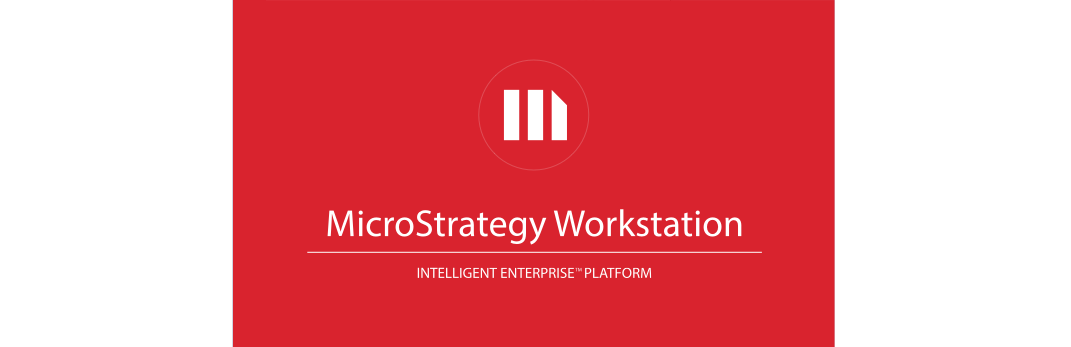 MicroStrategy Workstation
INTELLIGENT ENTERPRISE™ PLATFORM